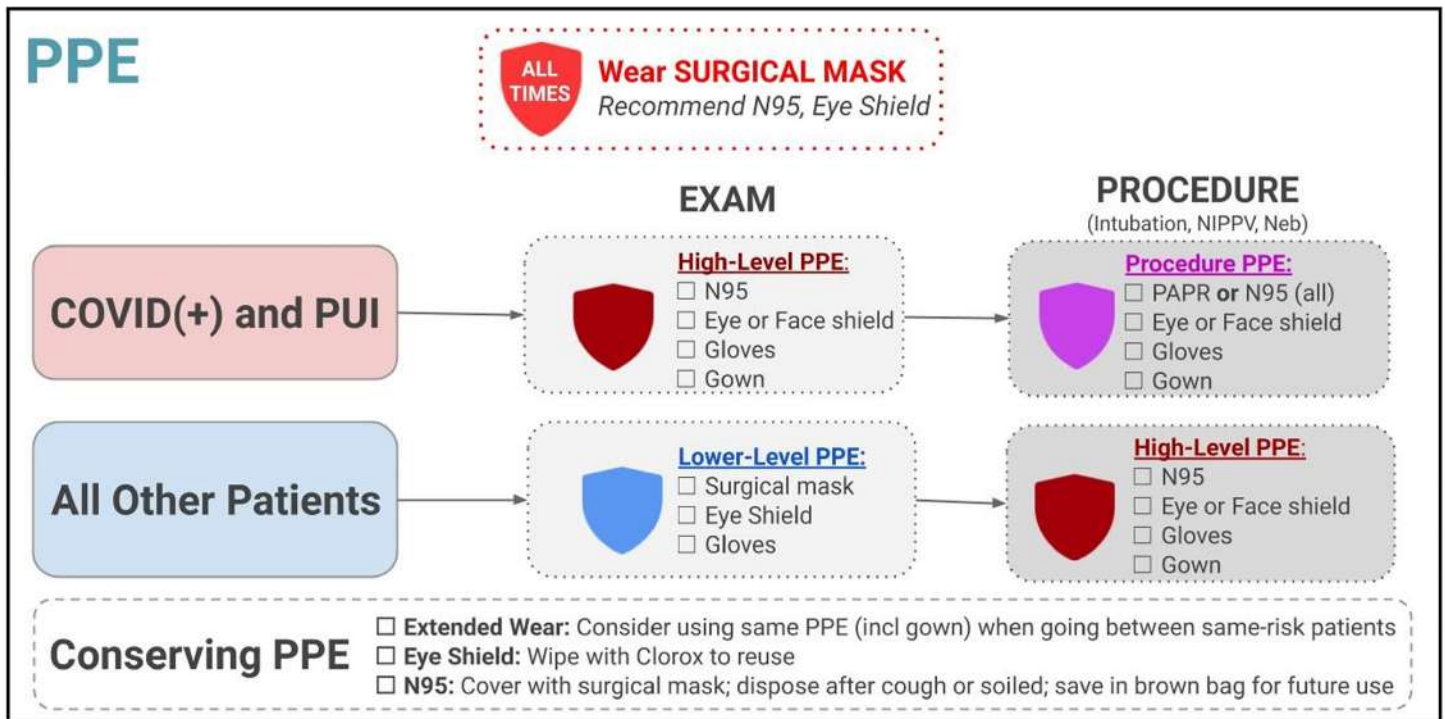 PPE
ALL
TIMES
Wear SURGICAL MASK
Recommend N95, Eye Shield
EXAM
PROCEDURE
(Intubation, NIPPV, Neb)
COVID(+) and PUI
High-Level PPE:
☐ N95
☐ Eye or Face shield
☐ Gloves
☐ Gown
Procedure PPE:
☐ PAPR or N95 (all)
☐ Eye or Face shield
☐ Gloves
☐ Gown
All Other Patients
Lower-Level PPE:
☐ Surgical mask
☐ Eye Shield
☐ Gloves
High-Level PPE:
☐ N95
☐ Eye or Face shield
☐ Gloves
☐ Gown
Conserving PPE
☐ Extended Wear: Consider using same PPE (incl gown) when going between same-risk patients
☐ Eye Shield: Wipe with Clorox to reuse
☐ N95: Cover with surgical mask; dispose after cough or soiled; save in brown bag for future use